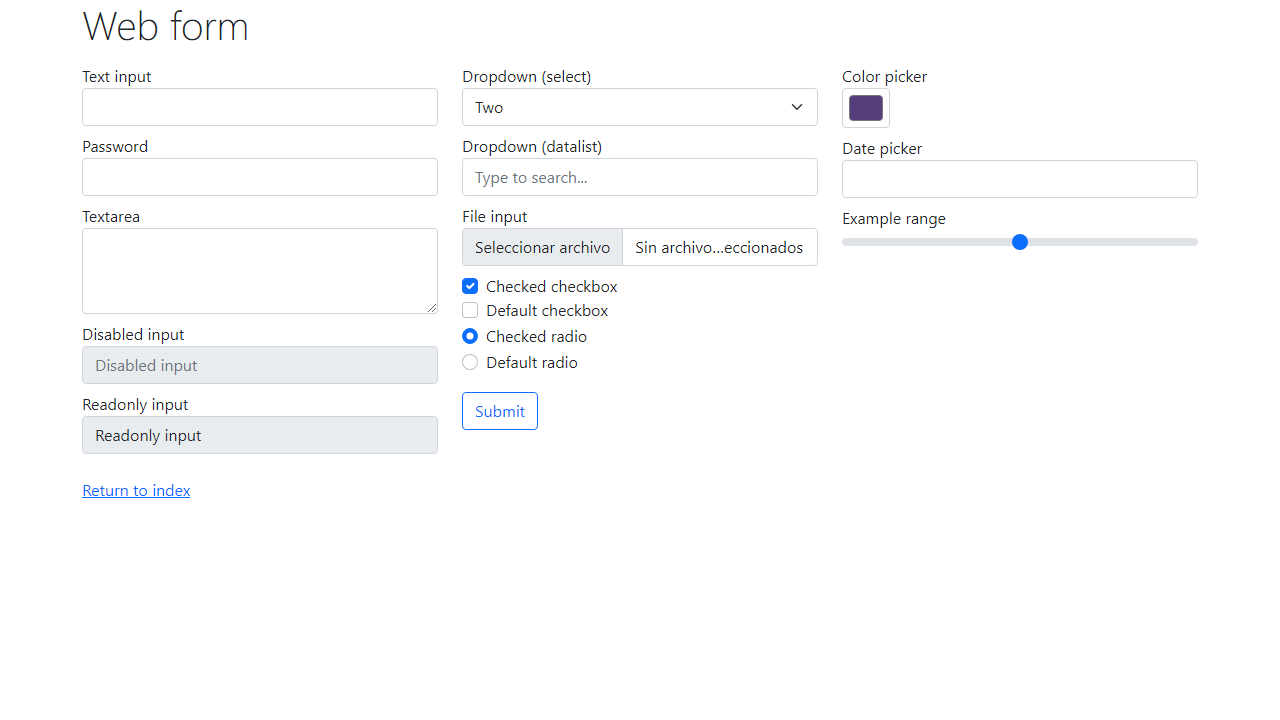 Web form
Text input
Password
Textarea
Disabled input
Disabled input
Readonly input
Readonly input
Return to index
Dropdown (select)
Two
Dropdown (datalist)
Type to search...
File input
Seleccionar archivo Sin archivo...eccionados
Checked checkbox
Default checkbox
Checked radio
Default radio
Submit
Color picker
Date picker
Example range